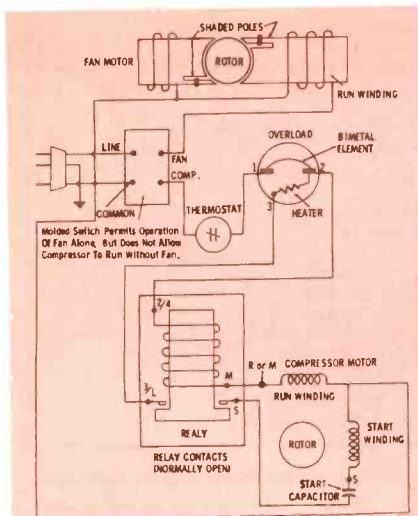 SHADED POLES
FAN MOTOR
ROTOR
RUN WINDING
LINE
FAN
COMP.
COMMON
OVERLOAD
BIMETAL
ELEMENT
1
2
3
HEATER
THERMOSTAT
Molded Switch Permits Operation
Of Fan Alone, But Does Not Allow
Compressor To Run Without Fan.
2/4
3/L
M
S
R or M
COMPRESSOR MOTOR
RUN WINDING
REALY
RELAY CONTACTS
(NORMALLY OPEN)
ROTOR
START
WINDING
S
START
CAPACITOR